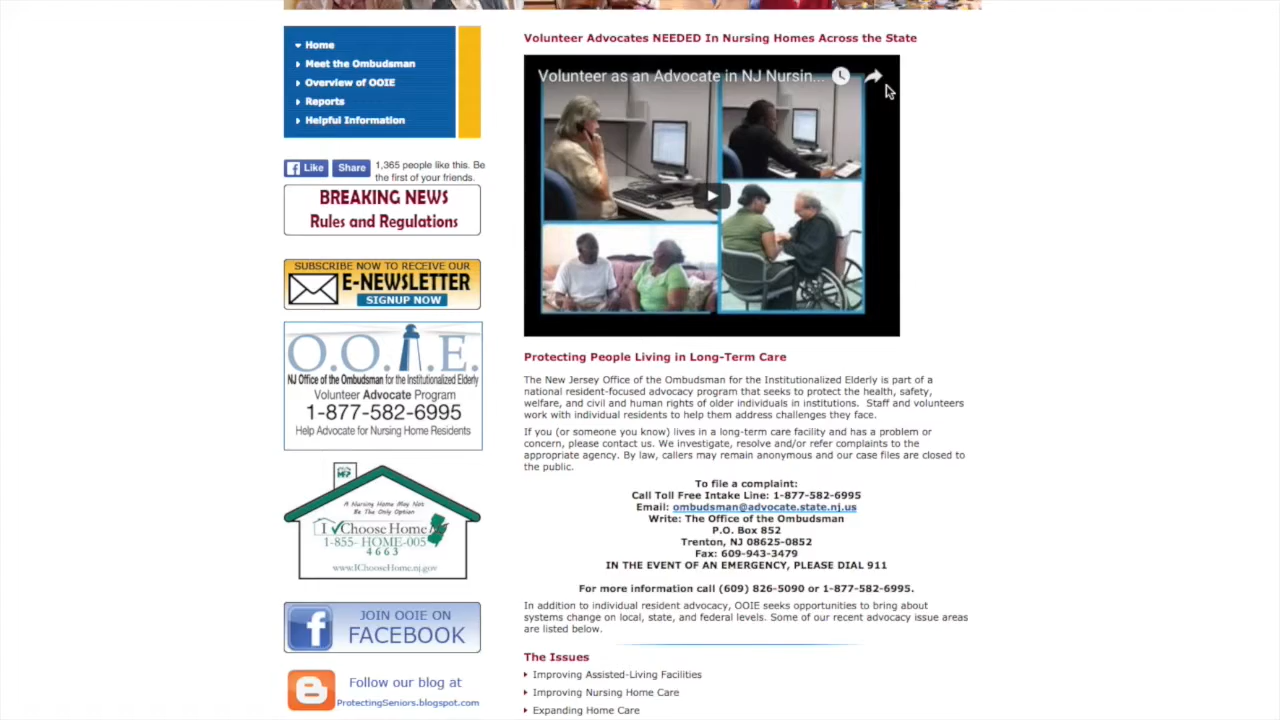 Home
Meet the Ombudsman
Overview of OOIE
Reports
Helpful Information
Like
Share
1,365 people like this. Be
the first of your friends.
BREAKING NEWS
Rules and Regulations
SUBSCRIBE NOW TO RECEIVE OUR
E-NEWSLETTER
SIGNUP NOW
O.O.I.E.
NJ Office of the Ombudsman for the Institutionalized Elderly
Volunteer Advocate Program
1-877-582-6995
Help Advocate for Nursing Home Residents
A Nursing Home May Not
Be The Only Option
I Choose Home
1-855- HOME-005
4663
www.IChooseHome.nj.gov
JOIN OOIE ON
FACEBOOK
Follow our blog at
ProtectingSeniors.blogspot.com
Volunteer Advocates NEEDED In Nursing Homes Across the State
Volunteer as an Advocate in NJ Nursin...
Protecting People Living in Long-Term Care
The New Jersey Office of the Ombudsman for the Institutionalized Elderly is part of a
national resident-focused advocacy program that seeks to protect the health, safety,
welfare, and civil and human rights of older individuals in institutions. Staff and volunteers
work with individual residents to help them address challenges they face.
If you (or someone you know) lives in a long-term care facility and has a problem or
concern, please contact us. We investigate, resolve and/or refer complaints to the
appropriate agency. By law, callers may remain anonymous and our case files are closed to
the public.
To file a complaint:
Call Toll Free Intake Line: 1-877-582-6995
Email: ombudsman@advocate.state.nj.us
Write: The Office of the Ombudsman
P.O. Box 852
Trenton, NJ 08625-0852
Fax: 609-943-3479
IN THE EVENT OF AN EMERGENCY, PLEASE DIAL 911
For more information call (609) 826-5090 or 1-877-582-6995.
In addition to individual resident advocacy, OOIE seeks opportunities to bring about
systems change on local, state, and federal levels. Some of our recent advocacy issue areas
are listed below.
The Issues
Improving Assisted-Living Facilities
Improving Nursing Home Care
Expanding Home Care